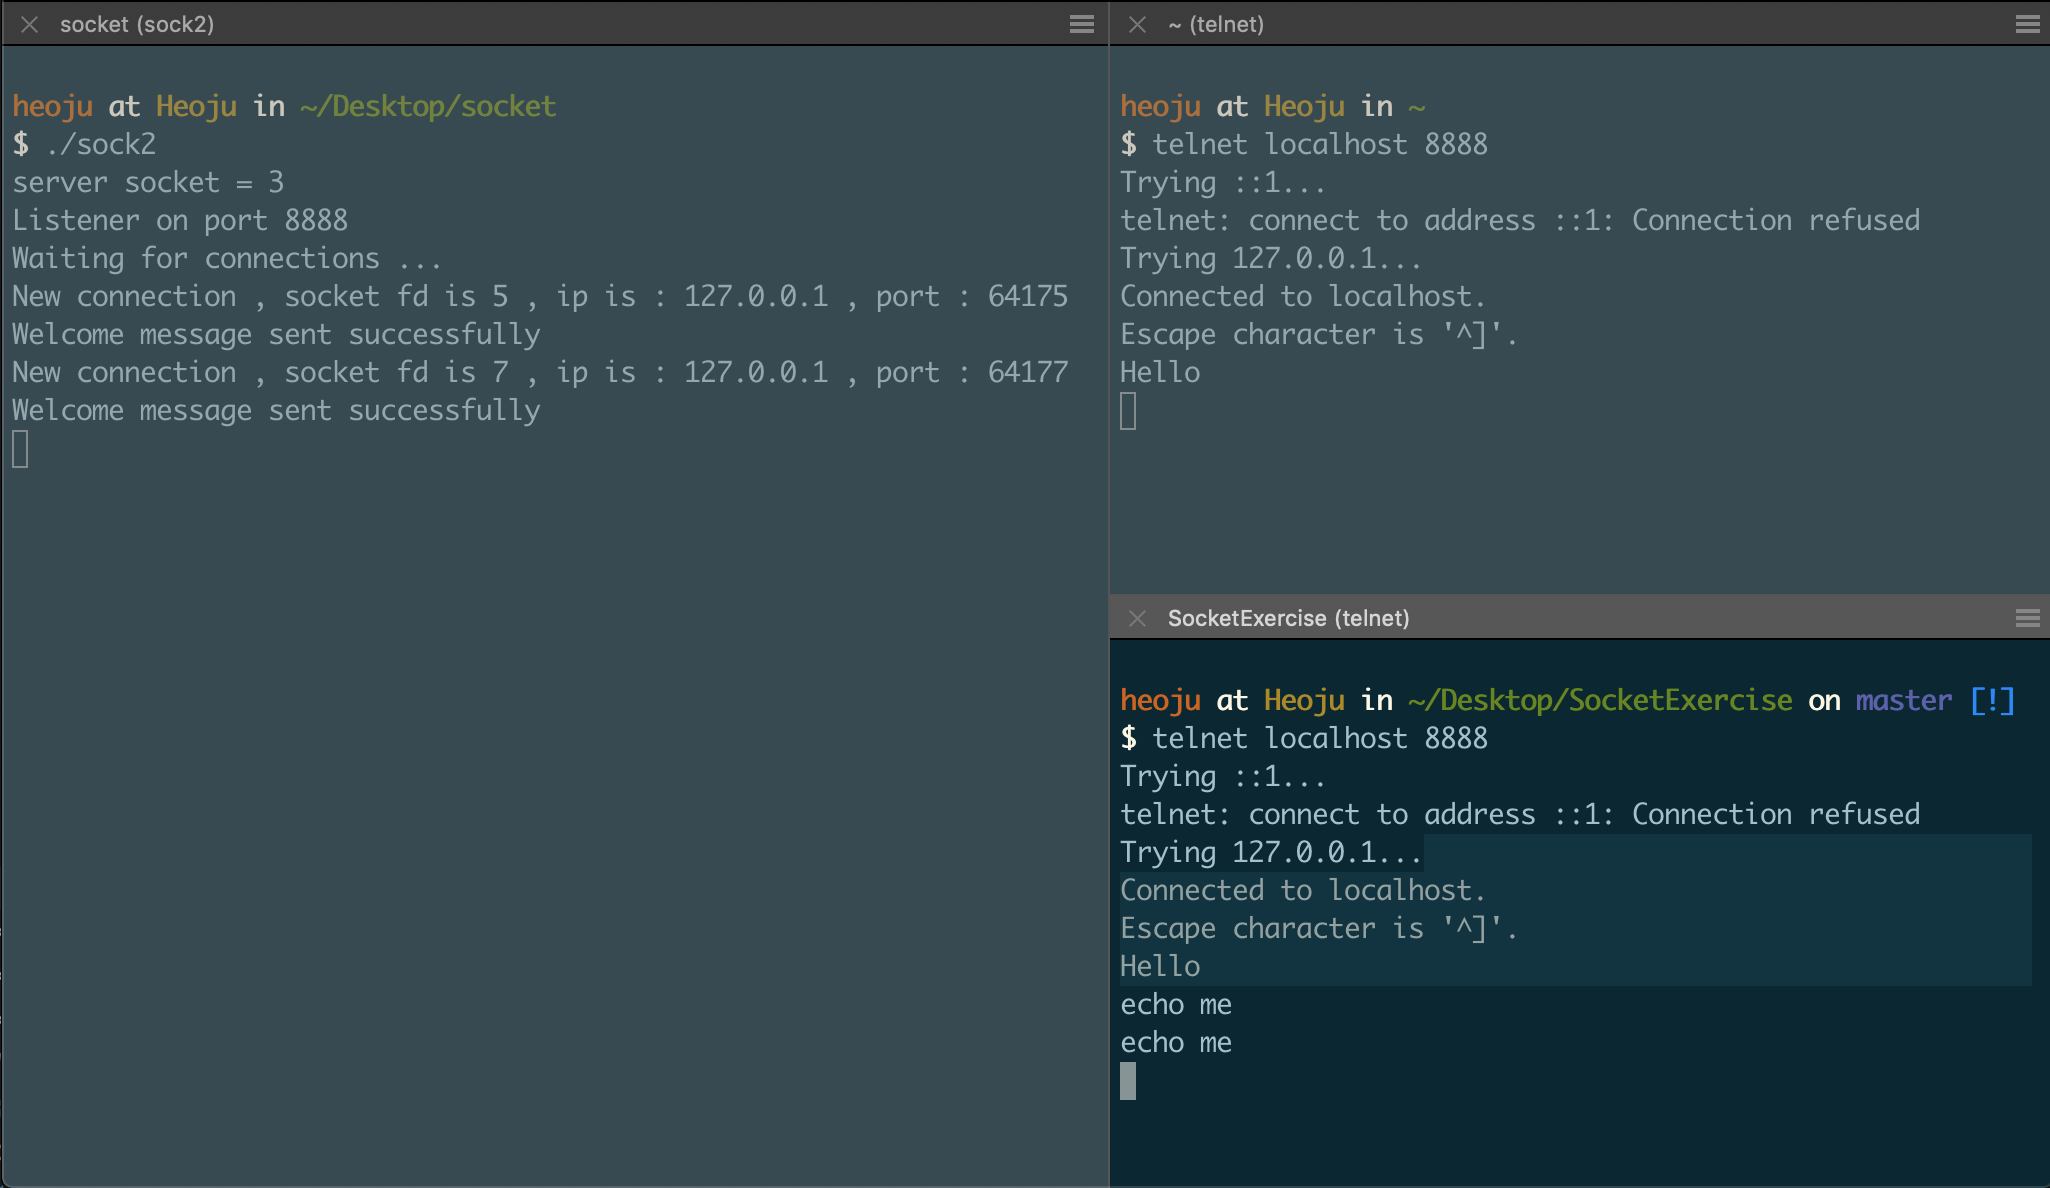 socket (sock2)
heoju at Heoju in ~/Desktop/socket
$ ./sock2
server socket = 3
Listener on port 8888
Waiting for connections ...
New connection , socket fd is 5 , ip is : 127.0.0.1 , port : 64175
Welcome message sent successfully
New connection , socket fd is 7 , ip is : 127.0.0.1 , port : 64177
Welcome message sent successfully
~ (telnet)
heoju at Heoju in ~
$ telnet localhost 8888
Trying ::1...
telnet: connect to address ::1: Connection refused
Trying 127.0.0.1...
Connected to localhost.
Escape character is '^]'.
Hello
SocketExercise (telnet)
heoju at Heoju in ~/Desktop/SocketExercise on master [!]
$ telnet localhost 8888
Trying ::1...
telnet: connect to address ::1: Connection refused
Trying 127.0.0.1...
Connected to localhost.
Escape character is '^]'.
Hello
echo me
echo me